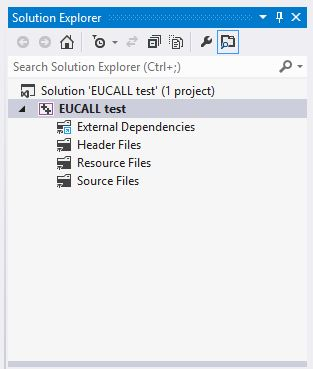 Solution Explorer
Search Solution Explorer (Ctrl+;)
Solution 'EUCALL test' (1 project)
EUCALL test
External Dependencies
Header Files
Resource Files
Source Files